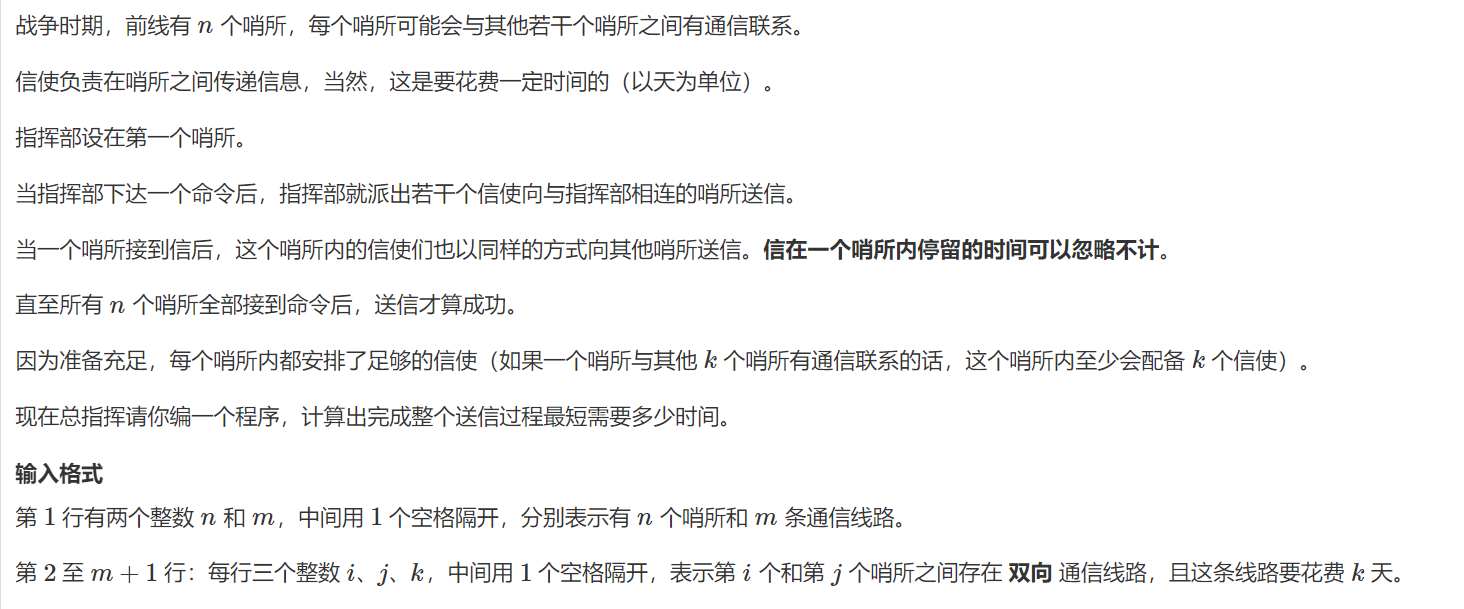 战争时期，前线有 n 个哨所，每个哨所可能会与其他若干个哨所之间有通信联系。
信使负责在哨所之间传递信息，当然，这是要花费一定时间的（以天为单位）。
指挥部设在第一个哨所。
当指挥部下达一个命令后，指挥部就派出若干个信使向与指挥部相连的哨所送信。
当一个哨所接到信后，这个哨所内的信使们也以同样的方式向其他哨所送信。信在一个哨所内停留的时间可以忽略不计。
直至所有 n 个哨所全部接到命令后，送信才算成功。
因为准备充足，每个哨所内都安排了足够的信使（如果一个哨所与其他 k 个哨所有通信联系的话，这个哨所内至少会配备 k 个信使）。
现在总指挥请你编一个程序，计算出完成整个送信过程最短需要多少时间。
输入格式
第 1 行有两个整数 n 和 m，中间用 1 个空格隔开，分别表示有 n 个哨所和 m 条通信线路。
第 2 至 m + 1 行：每行三个整数 i、j、k，中间用 1 个空格隔开，表示第 i 个和第 j 个哨所之间存在 双向 通信线路，且这条线路要花费 k 天。